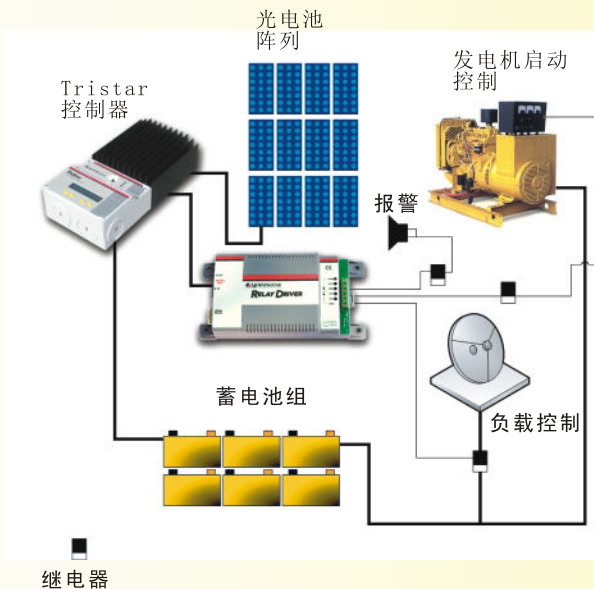 光电池
阵列
发电机启动
控制
Tristar
控制器
报警
MORNINGSTAR
RELAY DRIVER
负载控制
蓄电池组
继电器